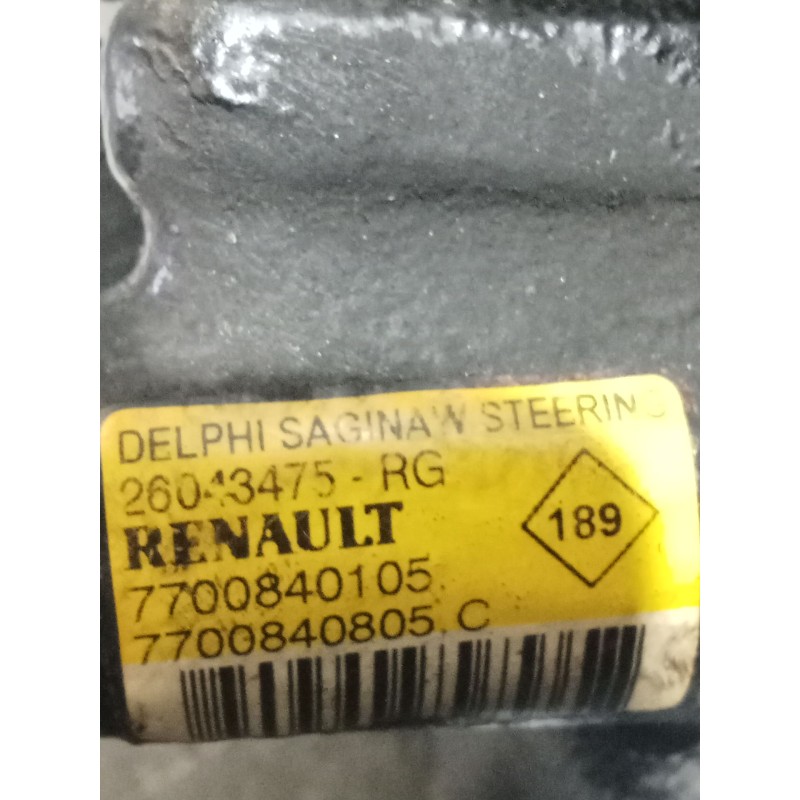 DELPHI SAGINAW STEERING
26043475 - RG
RENAULT
189
7700840105
7700840805 C